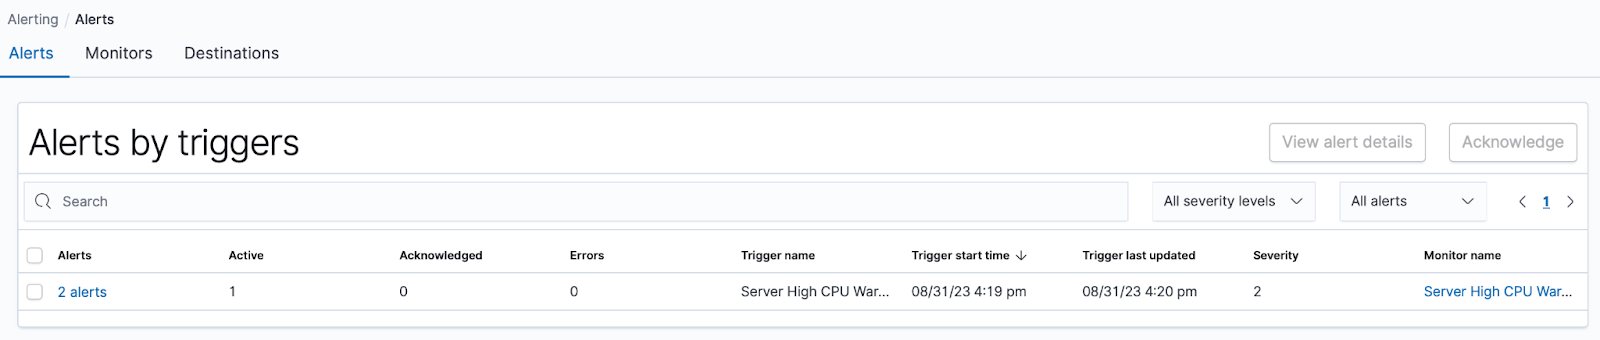 Alerting / Alerts
Alerts Monitors Destinations
Alerts by triggers
View alert details Acknowledge
Search All severity levels All alerts 1
Alerts Active Acknowledged Errors Trigger name Trigger start time Trigger last updated Severity Monitor name
2 alerts 1 0 0 Server High CPU War... 08/31/23 4:19 pm 08/31/23 4:20 pm 2 Server High CPU War...